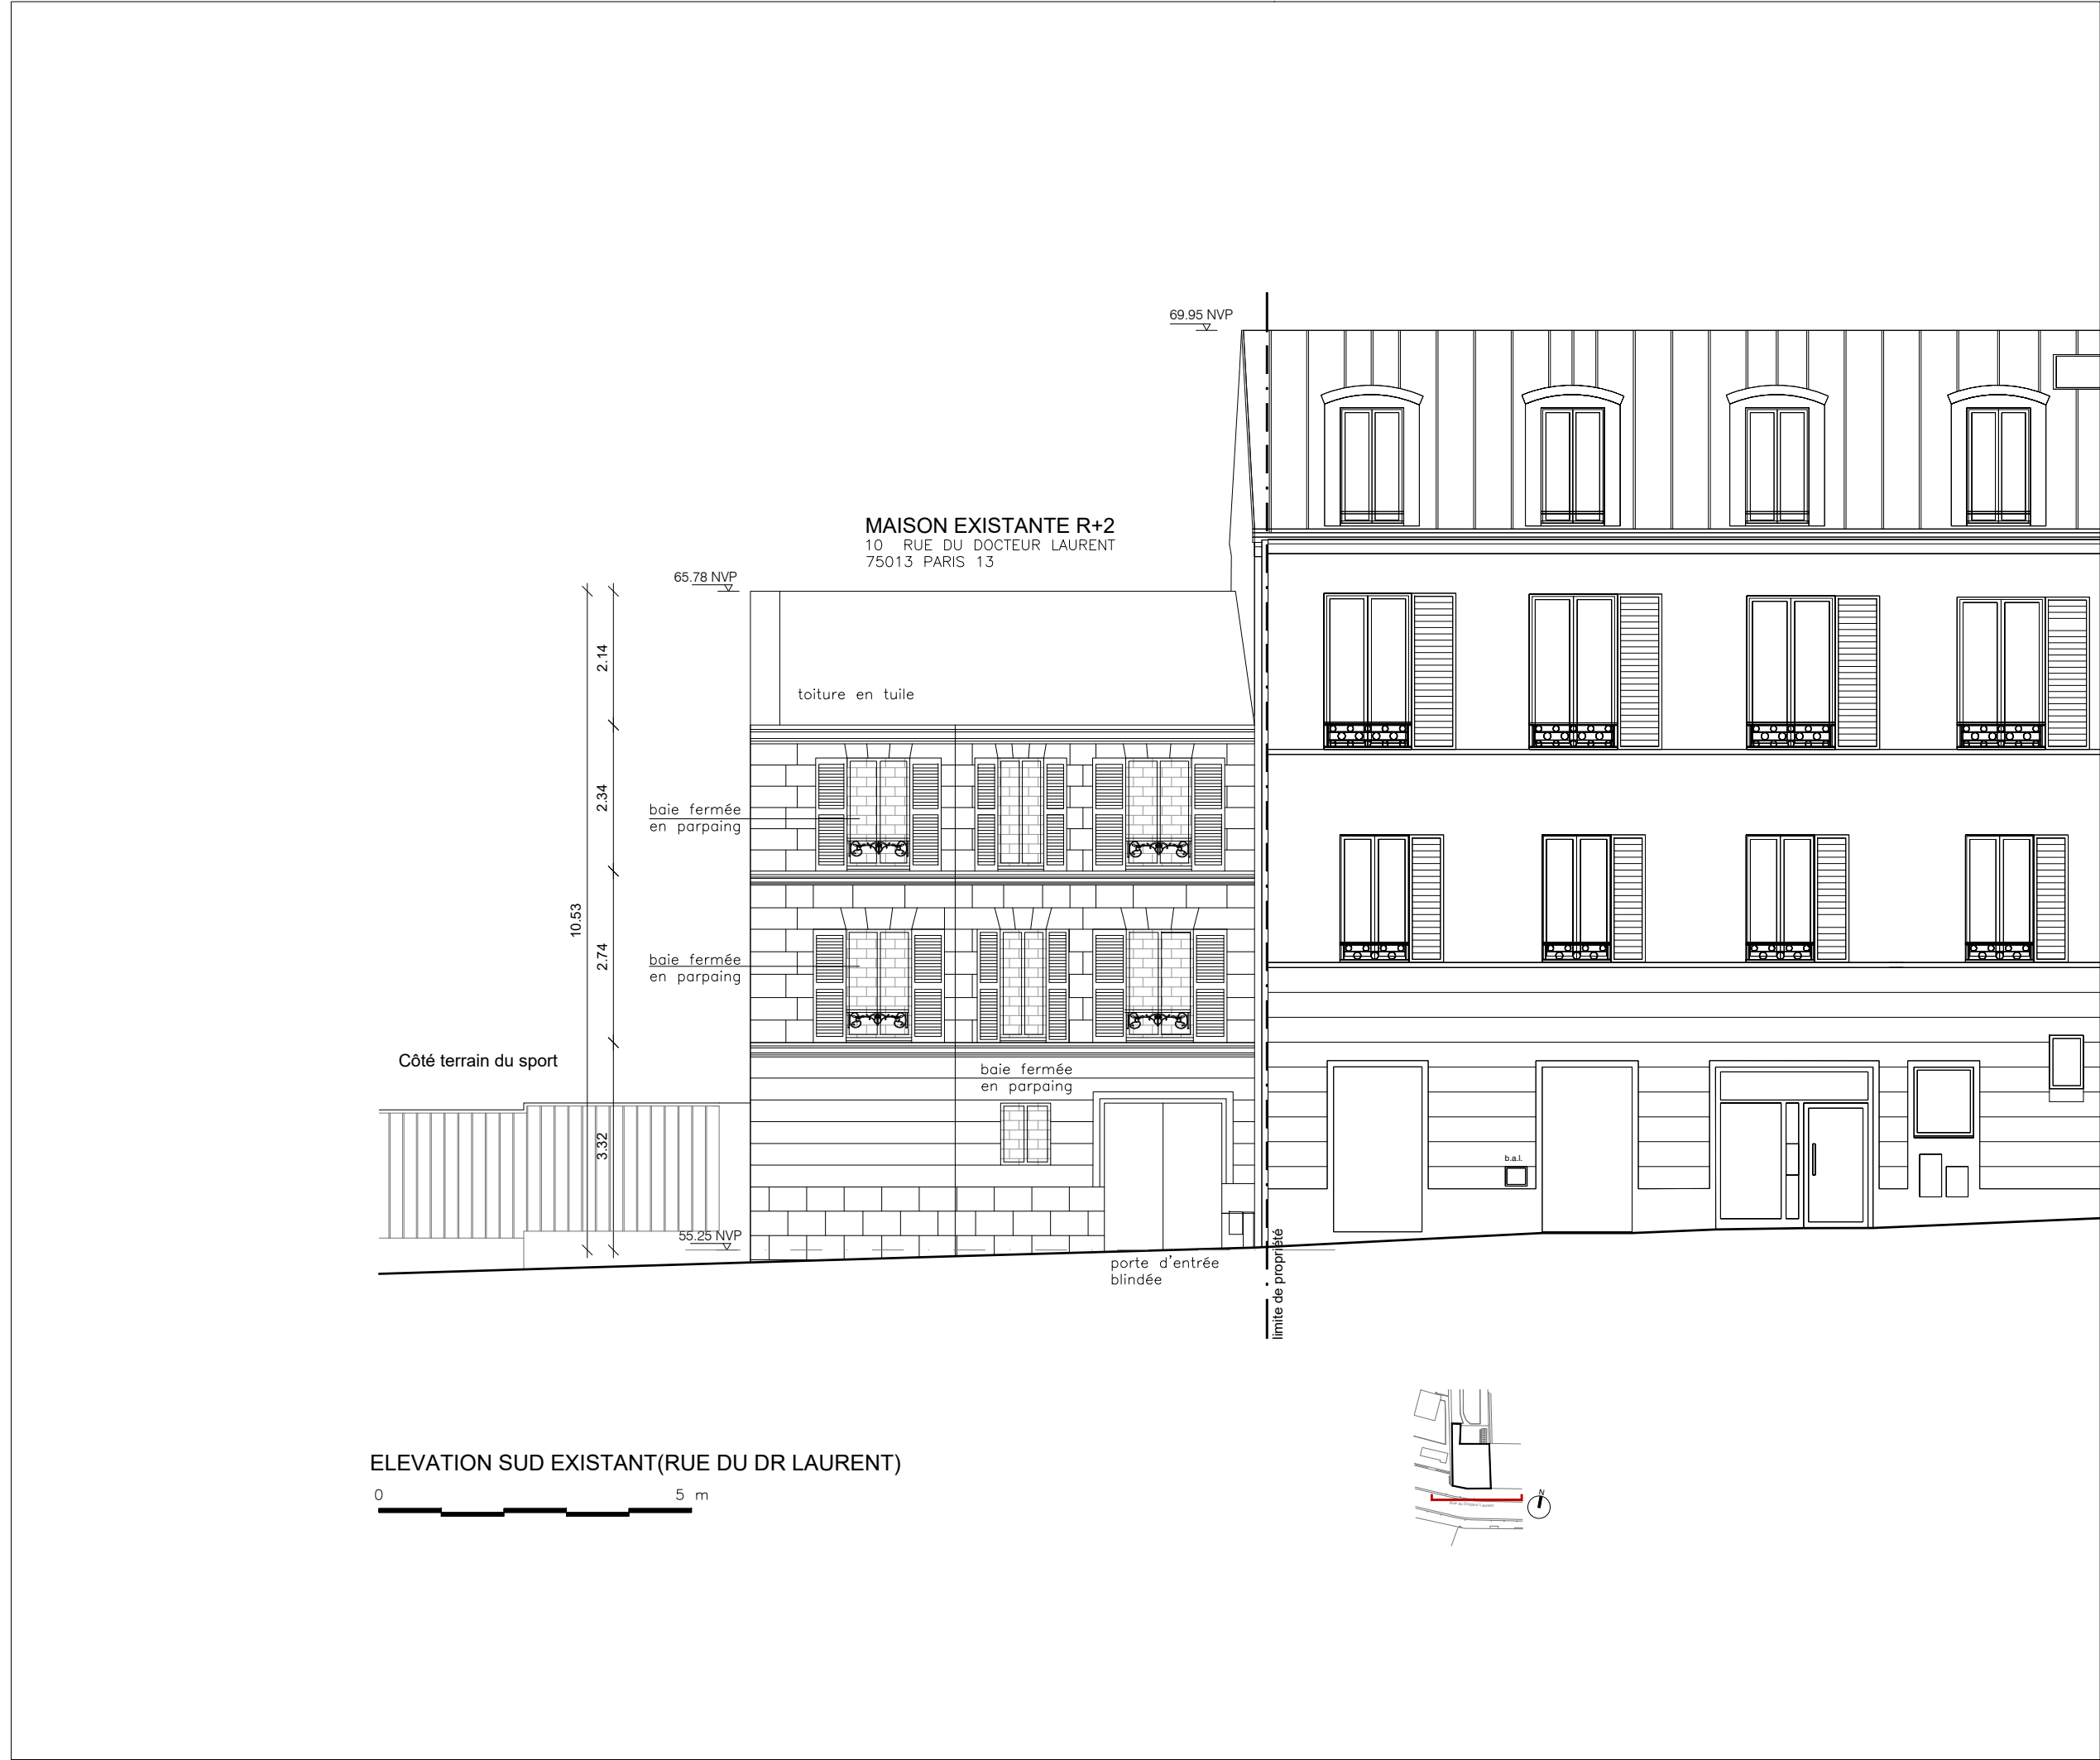 69.95 NVP
MAISON EXISTANTE R+2
10 RUE DU DOCTEUR LAURENT
75013 PARIS 13
65.78 NVP
2.14
toiture en tuile
2.34
baie fermée
en parpaing
10.53
2.74
baie fermée
en parpaing
Côté terrain du sport
baie fermée
en parpaing
3.32
b.a.l.
55.25 NVP
porte d'entrée
blindée
limite de propriété
ELEVATION SUD EXISTANT(RUE DU DR LAURENT)
0 5 m
N